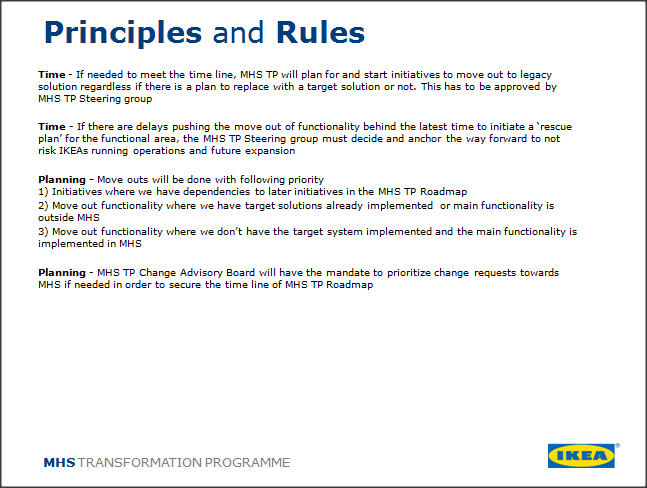 Principles and Rules
Time - If needed to meet the time line, MHS TP will plan for and start initiatives to move out to legacy
solution regardless if there is a plan to replace with a target solution or not. This has to be approved by
MHS TP Steering group
Time - If there are delays pushing the move out of functionality behind the latest time to initiate a ‘rescue
plan’ for the functional area, the MHS TP Steering group must decide and anchor the way forward to not
risk IKEAs running operations and future expansion
Planning - Move outs will be done with following priority
1) Initiatives where we have dependencies to later initiatives in the MHS TP Roadmap
2) Move out functionality where we have target solutions already implemented or main functionality is
outside MHS
3) Move out functionality where we don’t have the target system implemented and the main functionality is
implemented in MHS
Planning - MHS TP Change Advisory Board will have the mandate to prioritize change requests towards
MHS if needed in order to secure the time line of MHS TP Roadmap
MHS TRANSFORMATION PROGRAMME
IKEA®